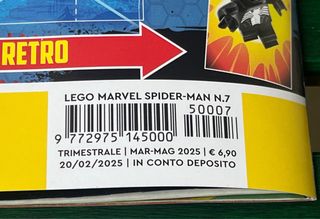 RETRO
LEGO MARVEL SPIDER-MAN N.7
50007
9 772975 145000
TRIMESTRALE | MAR-MAG 2025 | € 6,90
20/02/2025 | IN CONTO DEPOSITO